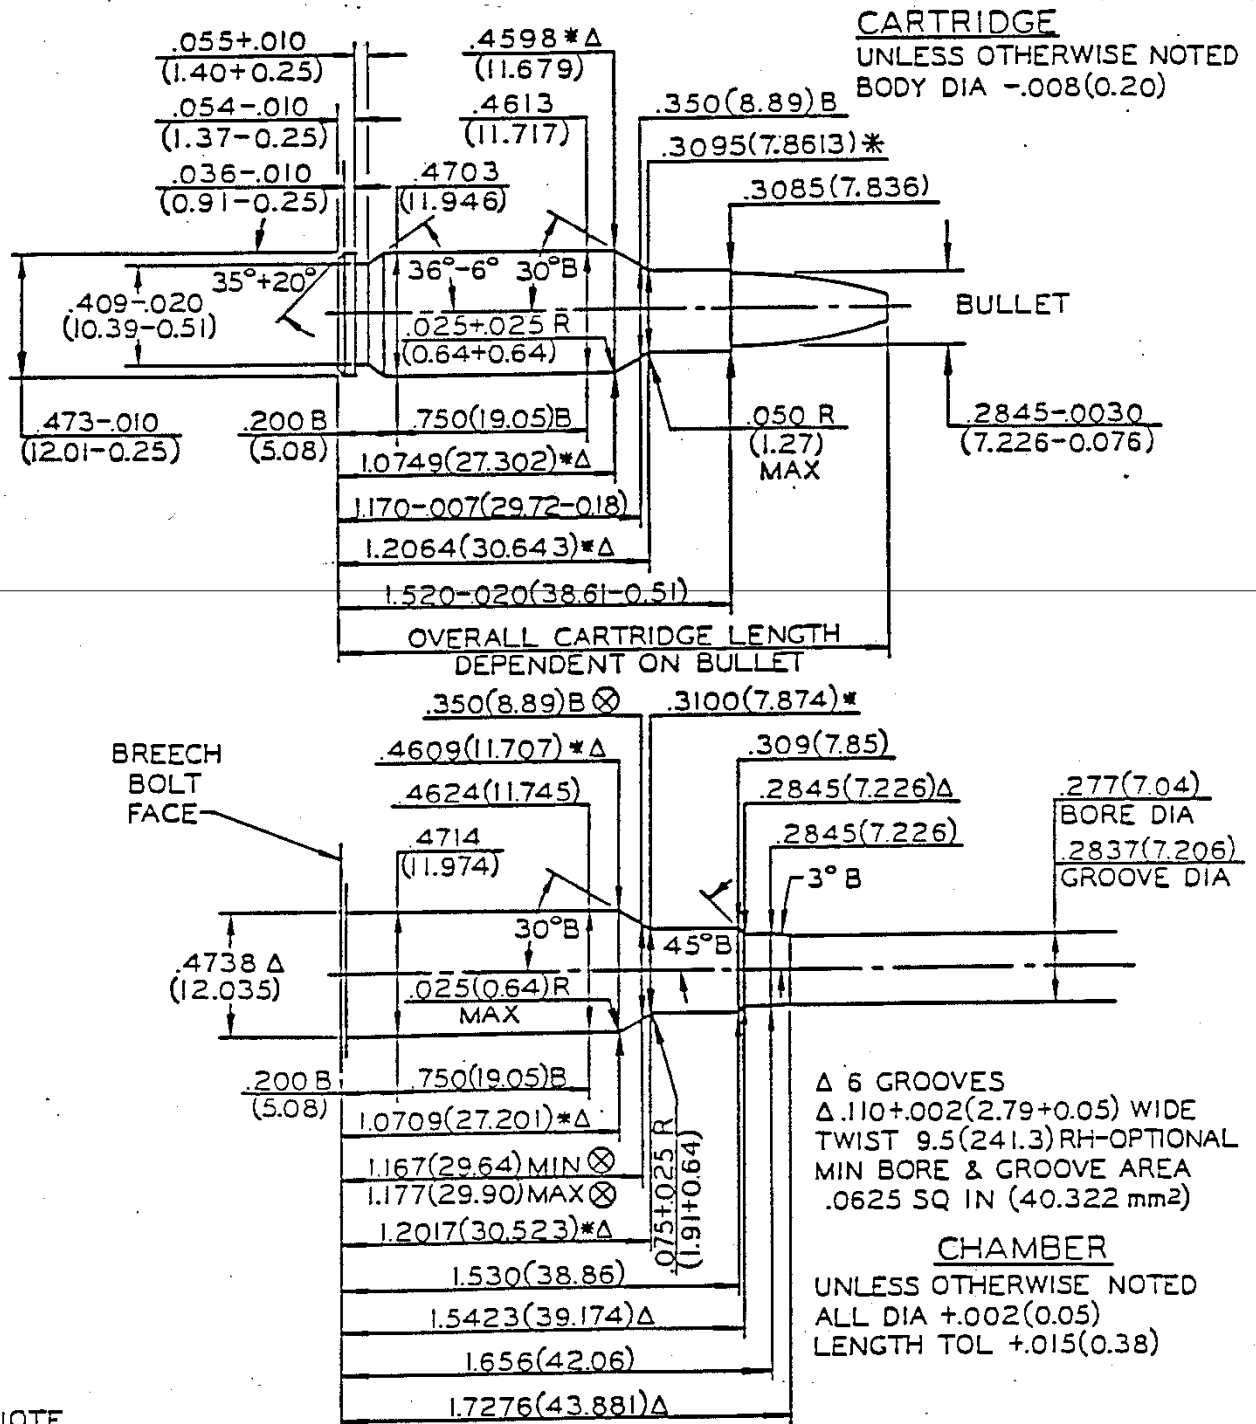 CARTRIDGE
UNLESS OTHERWISE NOTED
BODY DIA -.008(0.20)
.055+.010
(1.40+0.25)
.054-.010
(1.37-0.25)
.036-.010
(0.91-0.25)
.4598*Δ
(11.679)
.4613
(11.717)
.4703
(11.946)
.350(8.89)B
.3095(7.8613)*
.3085(7.836)
35°+20°
36°-6°
30°B
.409-.020
(10.39-0.51)
.025+.025 R
(0.64+0.64)
BULLET
.473-.010
(12.01-0.25)
.200 B
(5.08)
.750(19.05)B
.050 R
(1.27)
MAX
.2845-.0030
(7.226-0.076)
1.0749(27.302)*Δ
1.170-.007(29.72-0.18)
1.2064(30.643)*Δ
1.520-.020(38.61-0.51)
OVERALL CARTRIDGE LENGTH
DEPENDENT ON BULLET
.350(8.89)B⊗
.3100(7.874)*
BREECH
BOLT
FACE
.4609(11.707)*Δ
.309(7.85)
.4624(11.745)
.2845(7.226)Δ
.277(7.04)
BORE DIA
.4714
(11.974)
.2845(7.226)
.2837(7.206)
GROOVE DIA
3°B
30°B
45°B
.4738 Δ
(12.035)
.025(0.64)R
MAX
.200 B
(5.08)
.750(19.05)B
1.0709(27.201)*Δ
1.167(29.64)MIN⊗
1.177(29.90)MAX⊗
1.2017(30.523)*Δ
.075+.025 R
(1.91+0.64)
1.530(38.86)
1.5423(39.174)Δ
1.656(42.06)
1.7276(43.881)Δ
Δ 6 GROOVES
Δ.110+.002(2.79+0.05) WIDE
TWIST 9.5(241.3)RH-OPTIONAL
MIN BORE & GROOVE AREA
.0625 SQ IN (40.322 mm2)
CHAMBER
UNLESS OTHERWISE NOTED
ALL DIA +.002(0.05)
LENGTH TOL +.015(0.38)